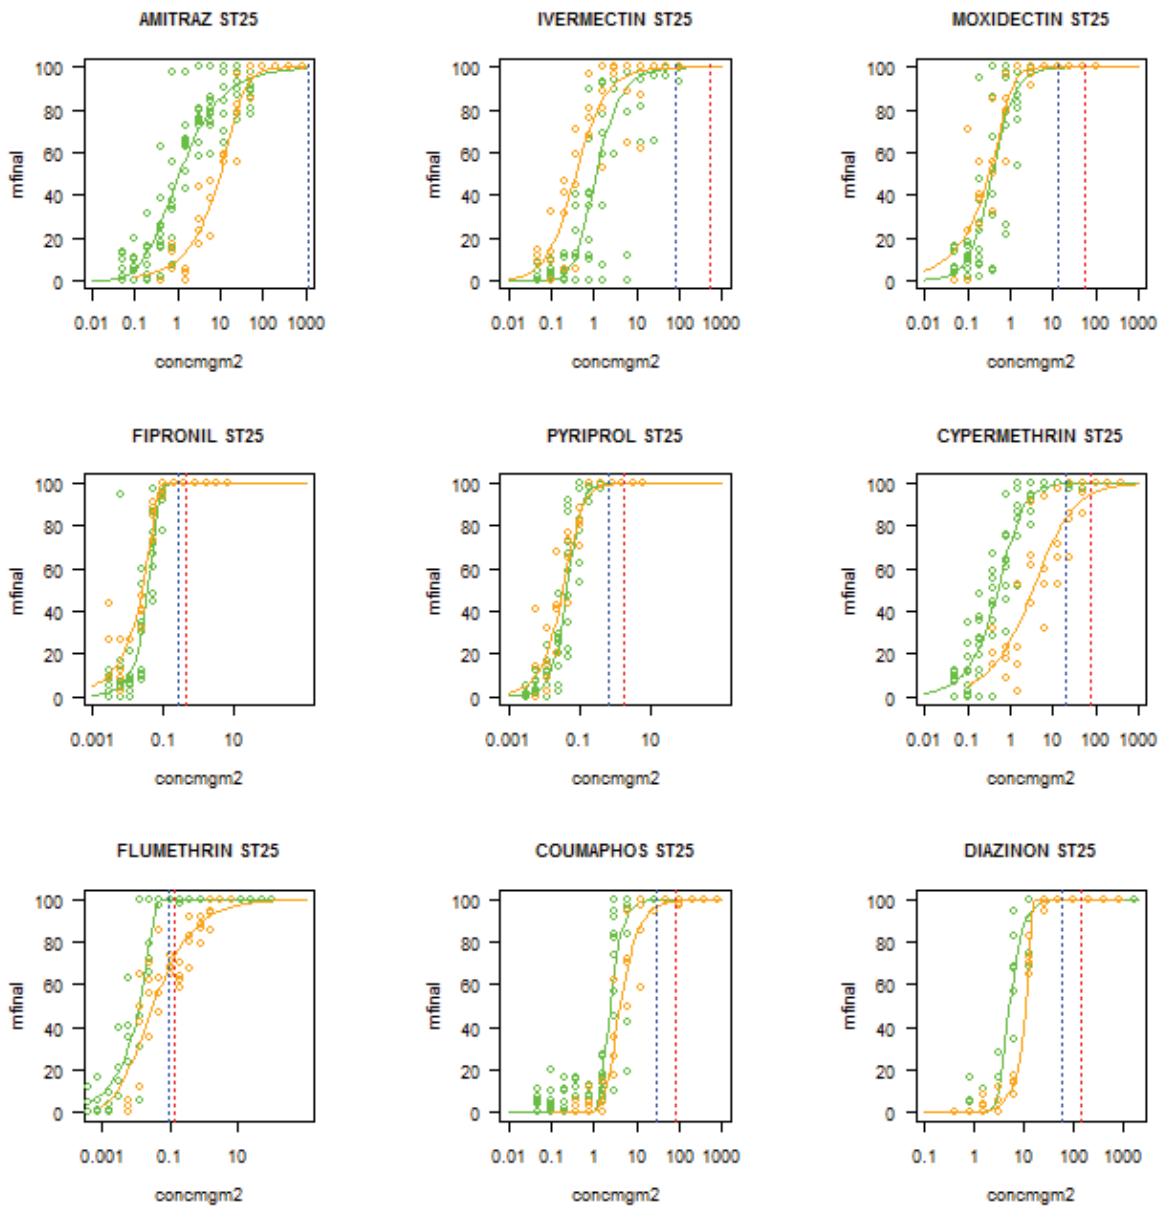 AMITRAZ ST25
IVERMECTIN ST25
MOXIDECTIN ST25
mfinal
100
80
60
40
20
0
0.01 0.1 1 10 100 1000
concmgm2
mfinal
100
80
60
40
20
0
0.01 0.1 1 10 100 1000
concmgm2
mfinal
100
80
60
40
20
0
0.01 0.1 1 10 100 1000
concmgm2
FIPRONIL ST25
PYRIPROL ST25
CYPERMETHRIN ST25
mfinal
100
80
60
40
20
0
0.001 0.1 10
concmgm2
mfinal
100
80
60
40
20
0
0.001 0.1 10
concmgm2
mfinal
100
80
60
40
20
0
0.01 0.1 1 10 100 1000
concmgm2
FLUMETHRIN ST25
COUMAPHOS ST25
DIAZINON ST25
mfinal
100
80
60
40
20
0
0.001 0.1 10
concmgm2
mfinal
100
80
60
40
20
0
0.01 0.1 1 10 100 1000
concmgm2
mfinal
100
80
60
40
20
0
0.1 1 10 100 1000
concmgm2